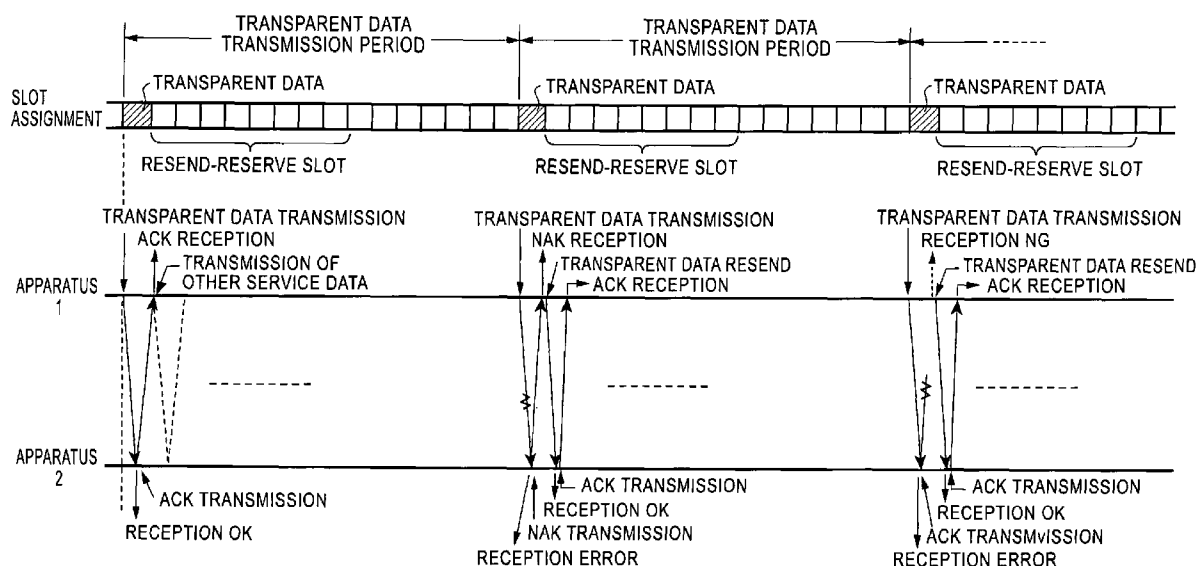 TRANSPARENT DATA
TRANSMISSION PERIOD
TRANSPARENT DATA
TRANSMISSION PERIOD
TRANSPARENT DATA
TRANSPARENT DATA
TRANSPARENT DATA
SLOT
ASSIGNMENT
RESEND-RESERVE SLOT
RESEND-RESERVE SLOT
RESEND-RESERVE SLOT
TRANSPARENT DATA TRANSMISSION
ACK RECEPTION
TRANSMISSION OF
OTHER SERVICE DATA
TRANSPARENT DATA TRANSMISSION
NAK RECEPTION
TRANSPARENT DATA RESEND
ACK RECEPTION
TRANSPARENT DATA TRANSMISSION
RECEPTION NG
TRANSPARENT DATA RESEND
ACK RECEPTION
APPARATUS
1
APPARATUS
2
ACK TRANSMISSION
RECEPTION OK
ACK TRANSMISSION
RECEPTION OK
NAK TRANSMISSION
RECEPTION ERROR
ACK TRANSMISSION
RECEPTION OK
ACK TRANSMvISSION
RECEPTION ERROR